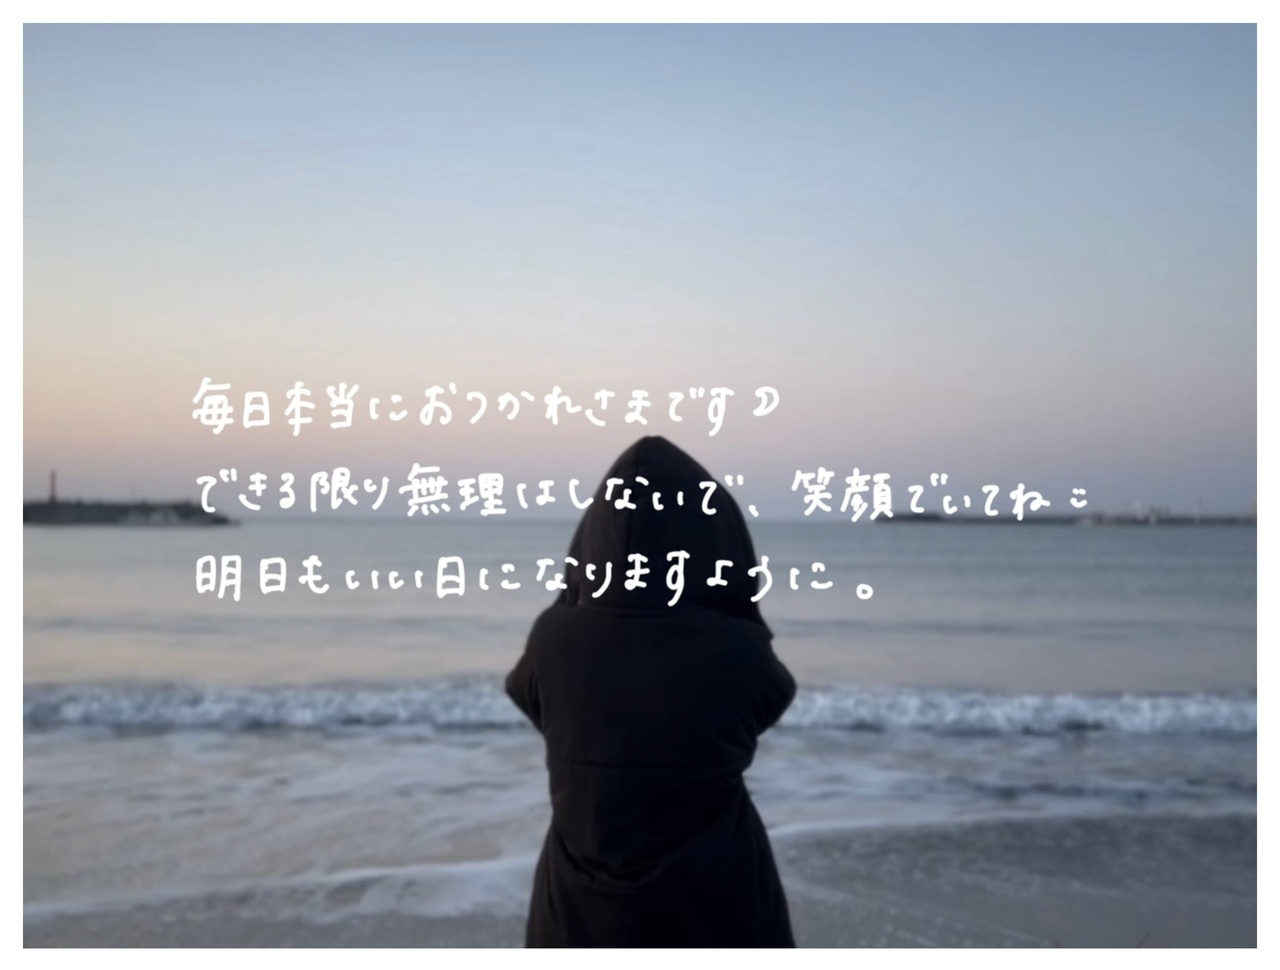 毎日本当におつかれさまです☽
できる限り無理はしないで、笑顔でいてね☺︎
明日もいい日になりますように。